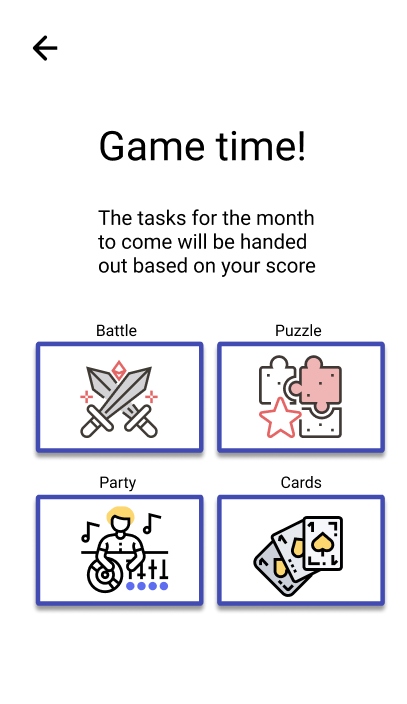 Game time!
The tasks for the month
to come will be handed
out based on your score
Battle
Puzzle
Party
Cards